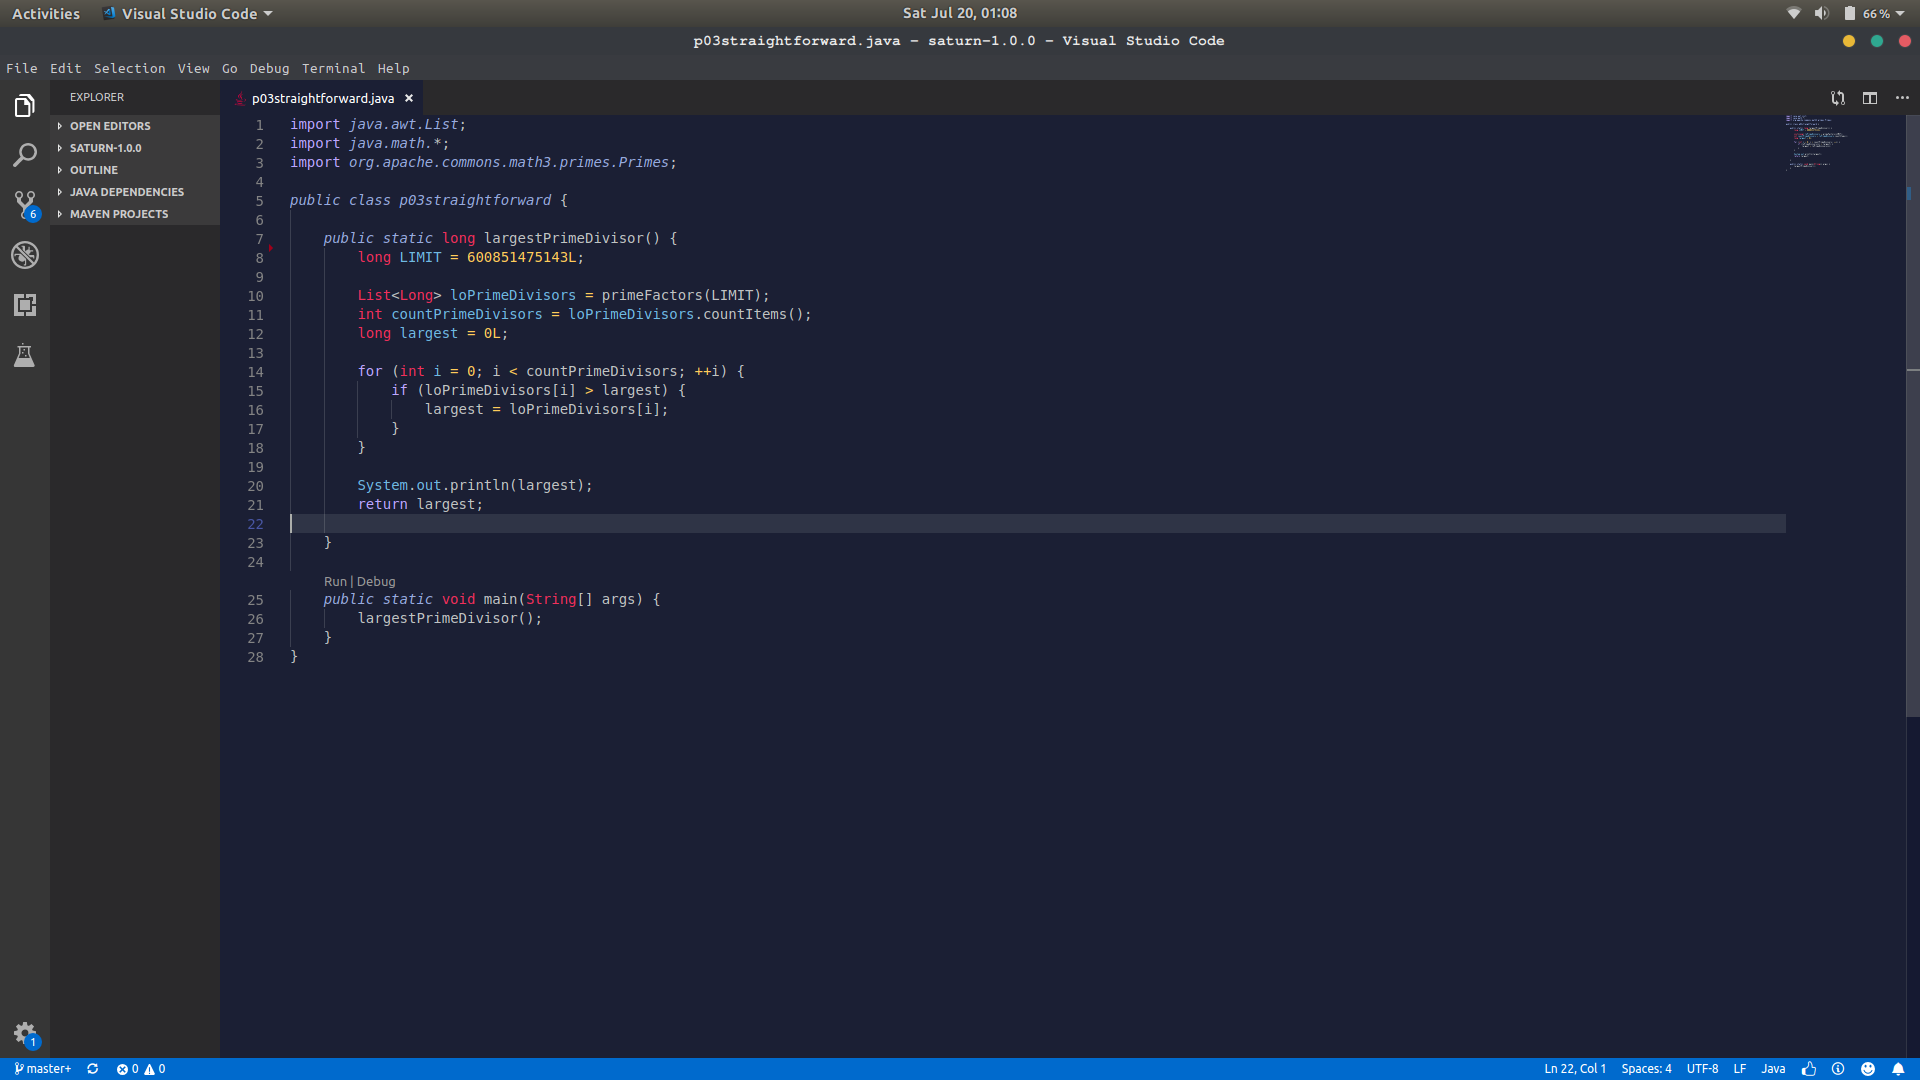 Activities Visual Studio Code Sat Jul 20, 01:08 66 %
p03straightforward.java - saturn-1.0.0 - Visual Studio Code
File Edit Selection View Go Debug Terminal Help
EXPLORER
OPEN EDITORS
SATURN-1.0.0
OUTLINE
JAVA DEPENDENCIES
MAVEN PROJECTS
6
1
p03straightforward.java ×
1 import java.awt.List;
2 import java.math.*;
3 import org.apache.commons.math3.primes.Primes;
4
5 public class p03straightforward {
6
7 public static long largestPrimeDivisor() {
8 long LIMIT = 600851475143L;
9
10 List<Long> loPrimeDivisors = primeFactors(LIMIT);
11 int countPrimeDivisors = loPrimeDivisors.countItems();
12 long largest = 0L;
13
14 for (int i = 0; i < countPrimeDivisors; ++i) {
15 if (loPrimeDivisors[i] > largest) {
16 largest = loPrimeDivisors[i];
17 }
18 }
19
20 System.out.println(largest);
21 return largest;
22
23 }
24
Run | Debug
25 public static void main(String[] args) {
26 largestPrimeDivisor();
27 }
28 }
master+ 0 0 Ln 22, Col 1 Spaces: 4 UTF-8 LF Java